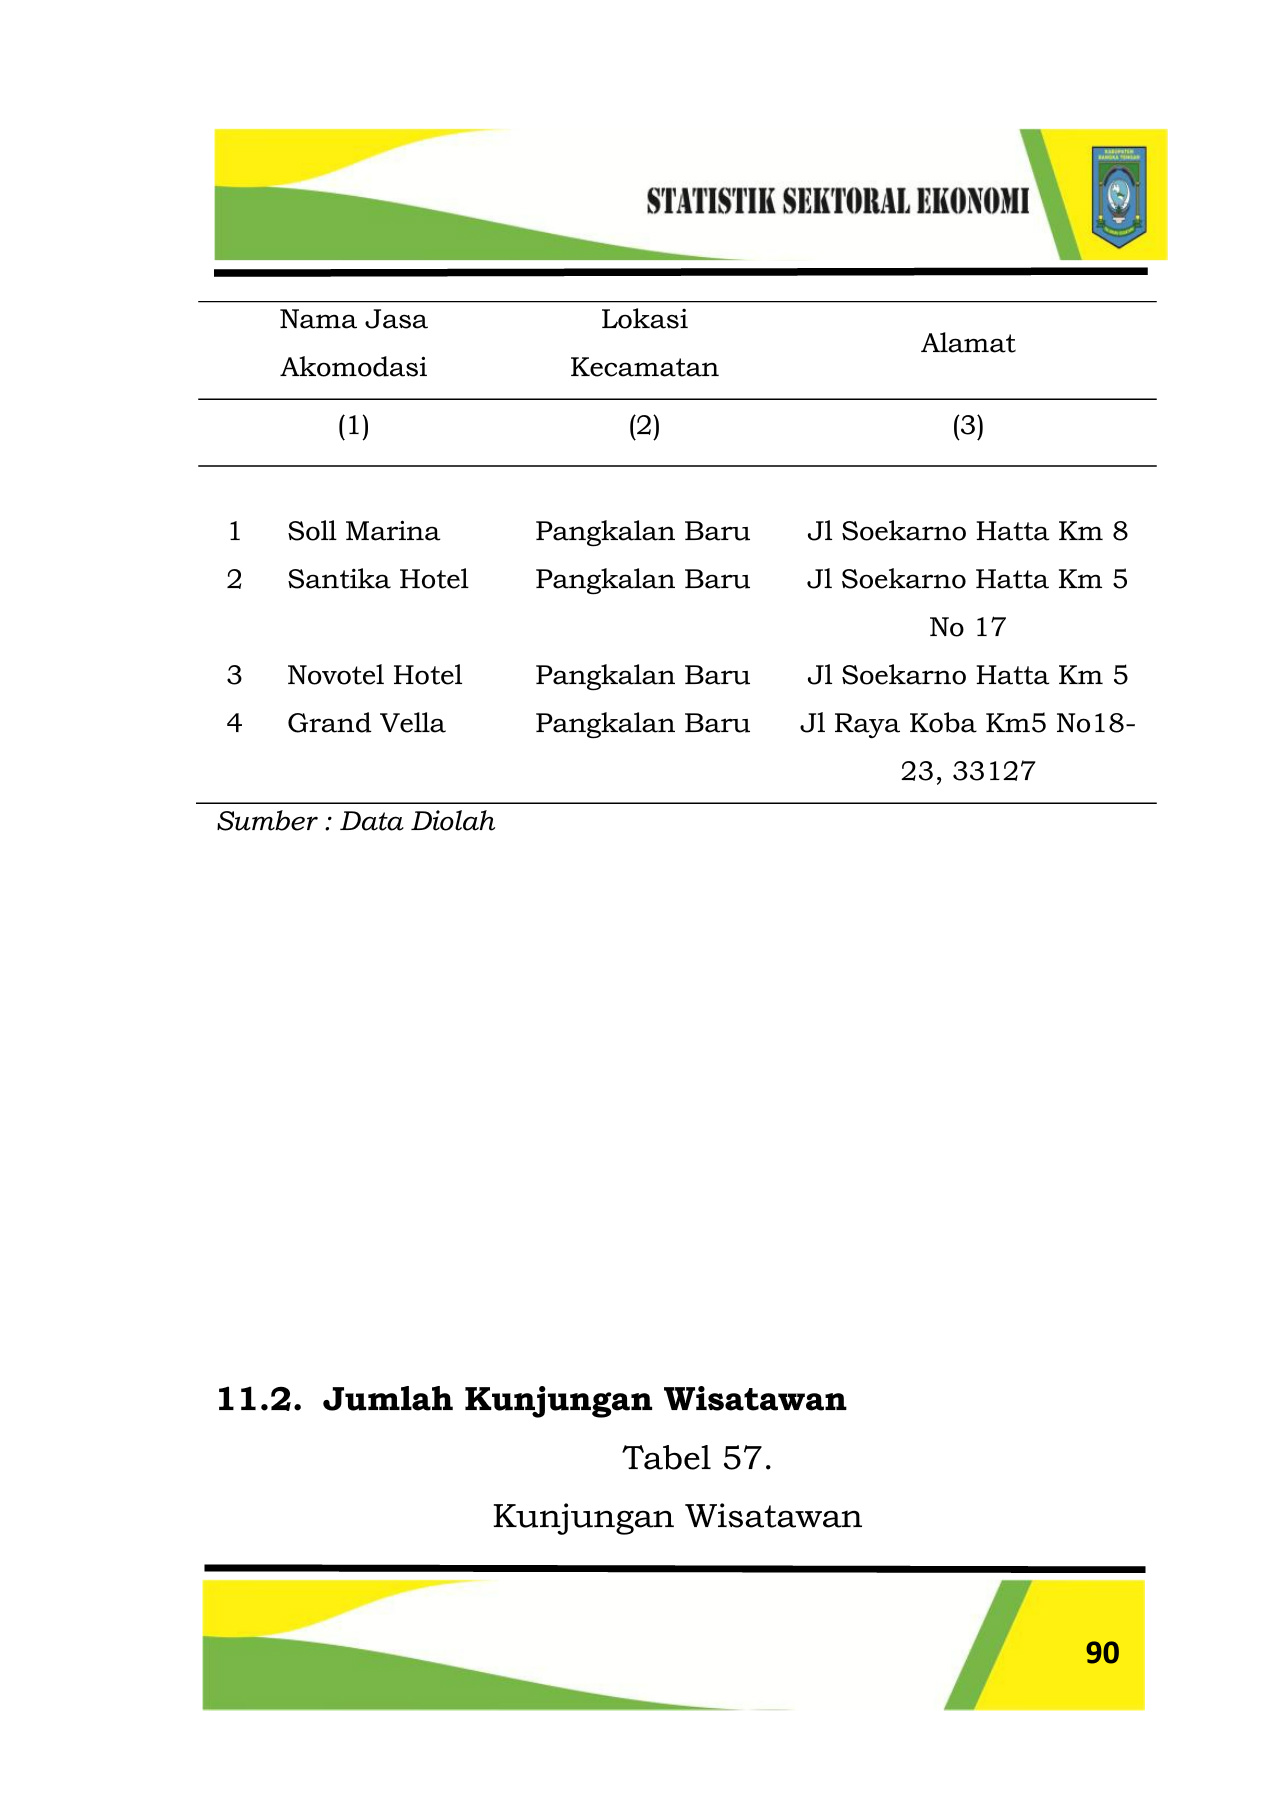 KABUPATEN
BANGKA TENGAH
STATISTIK SEKTORAL EKONOMI
Nama Jasa Lokasi
Alamat
Akomodasi Kecamatan
(1) (2) (3)
1 Soll Marina Pangkalan Baru Jl Soekarno Hatta Km 8
2 Santika Hotel Pangkalan Baru Jl Soekarno Hatta Km 5
No 17
3 Novotel Hotel Pangkalan Baru Jl Soekarno Hatta Km 5
4 Grand Vella Pangkalan Baru Jl Raya Koba Km5 No18-
23, 33127
Sumber : Data Diolah
11.2. Jumlah Kunjungan Wisatawan
Tabel 57.
Kunjungan Wisatawan
90